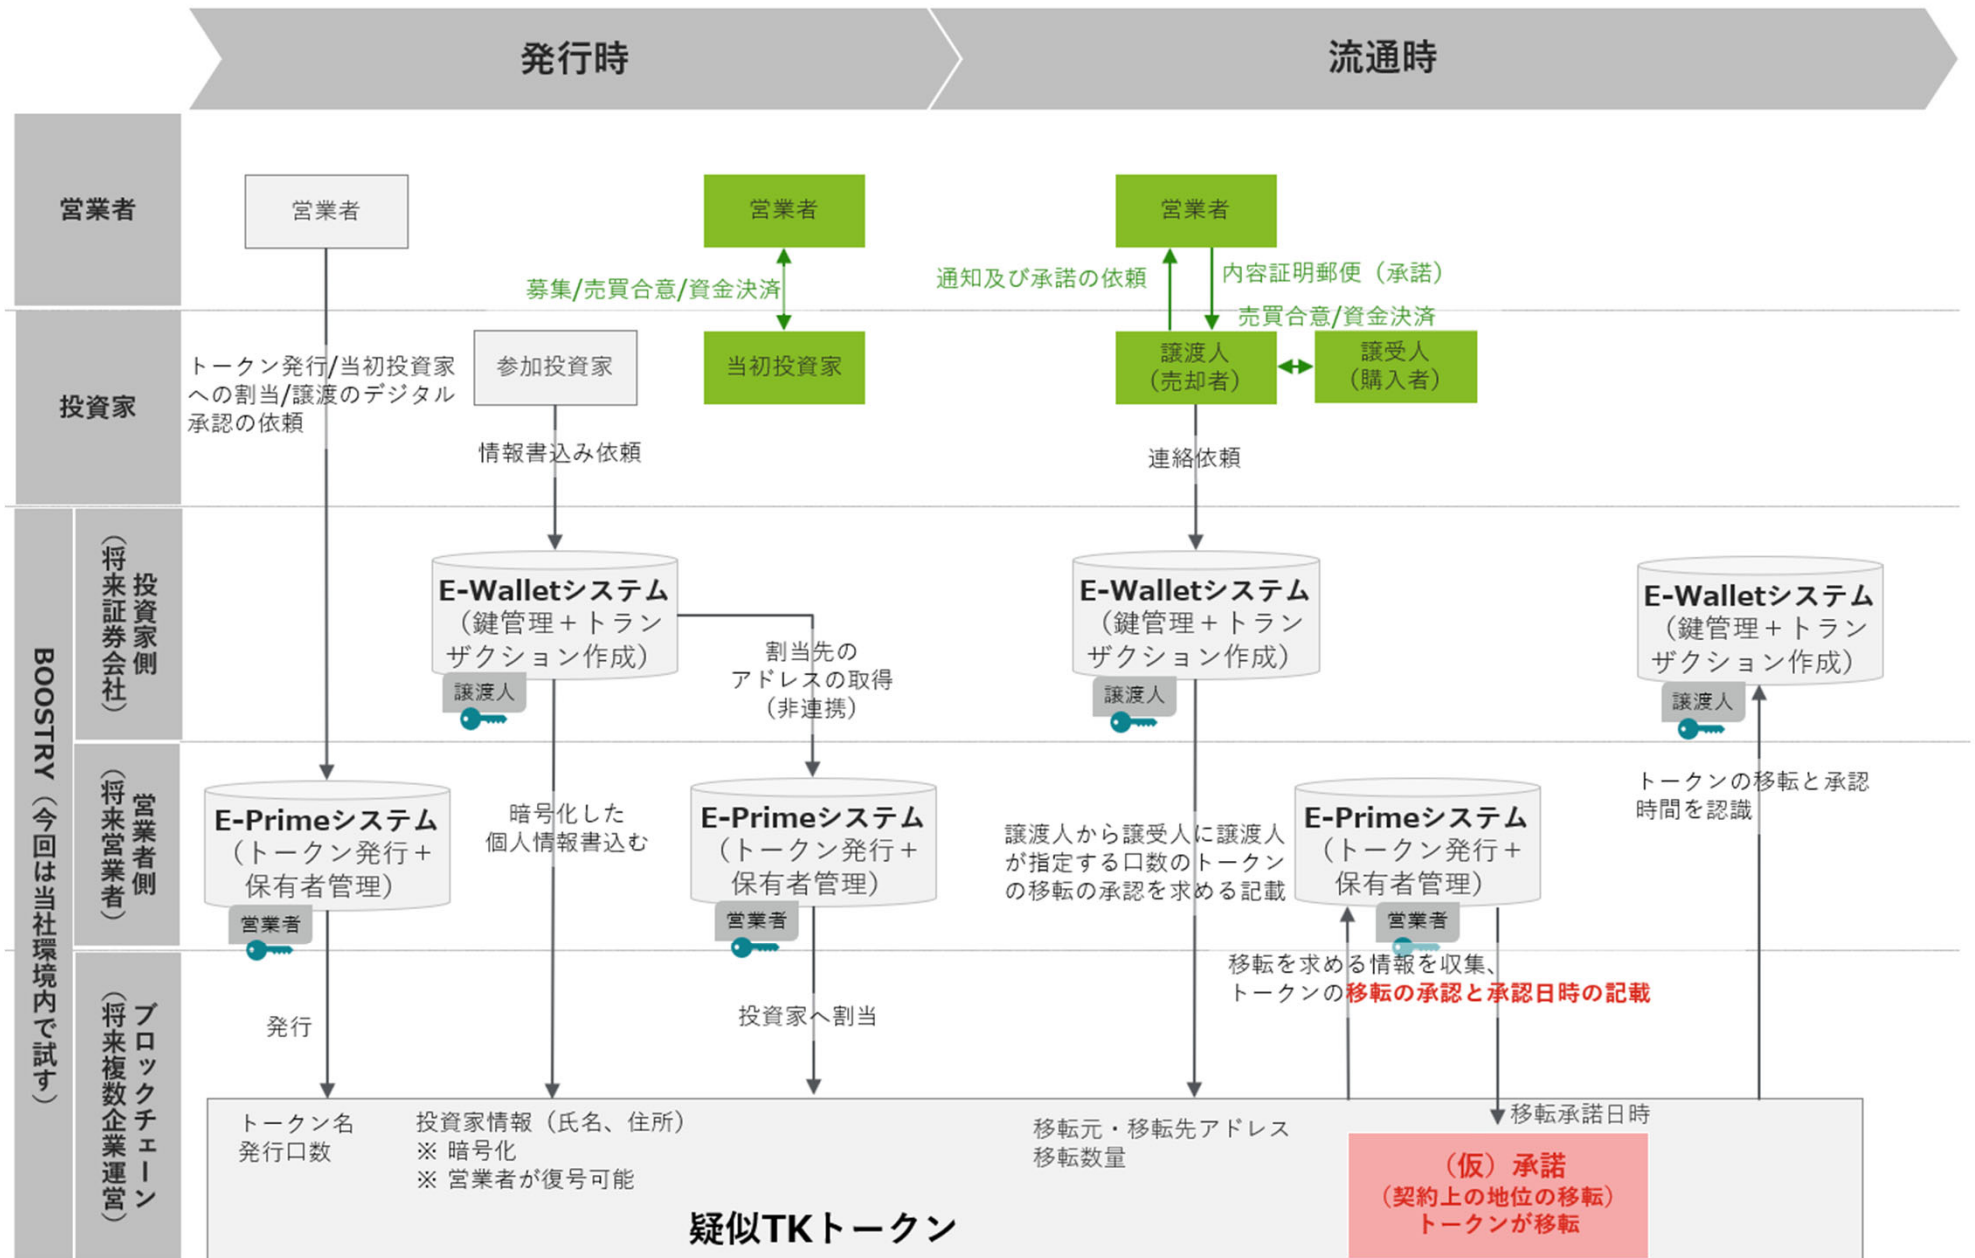 発行時
流通時
営業者
営業者
営業者
営業者
募集/売買合意/資金決済
通知及び承諾の依頼
内容証明郵便（承諾）
売買合意/資金決済
投資家
トークン発行/当初投資家
への割当/譲渡のデジタル
承認の依頼
参加投資家
当初投資家
譲渡人
（売却者）
譲受人
（購入者）
情報書込み依頼
連絡依頼
BOOSTRY（今回は当社環境内で試す）
投資家側
（将来証券会社）
E-Walletシステム
（鍵管理＋トラン
ザクション作成）
譲渡人
割当先の
アドレスの取得
（非連携）
E-Walletシステム
（鍵管理＋トラン
ザクション作成）
譲渡人
E-Walletシステム
（鍵管理＋トラン
ザクション作成）
譲渡人
営業者側
（将来営業者）
E-Primeシステム
（トークン発行＋
保有者管理）
営業者
暗号化した
個人情報書込む
E-Primeシステム
（トークン発行＋
保有者管理）
営業者
譲渡人から譲受人に譲渡人
が指定する口数のトークン
の移転の承認を求める記載
E-Primeシステム
（トークン発行＋
保有者管理）
営業者
トークンの移転と承認
時間を認識
ブロックチェーン
（将来複数企業運営）
発行
投資家へ割当
移転を求める情報を収集、
トークンの移転の承認と承認日時の記載
トークン名
発行口数
投資家情報（氏名、住所）
※ 暗号化
※ 営業者が復号可能
移転元・移転先アドレス
移転数量
移転承諾日時
（仮）承諾
（契約上の地位の移転）
トークンが移転
疑似TKトークン